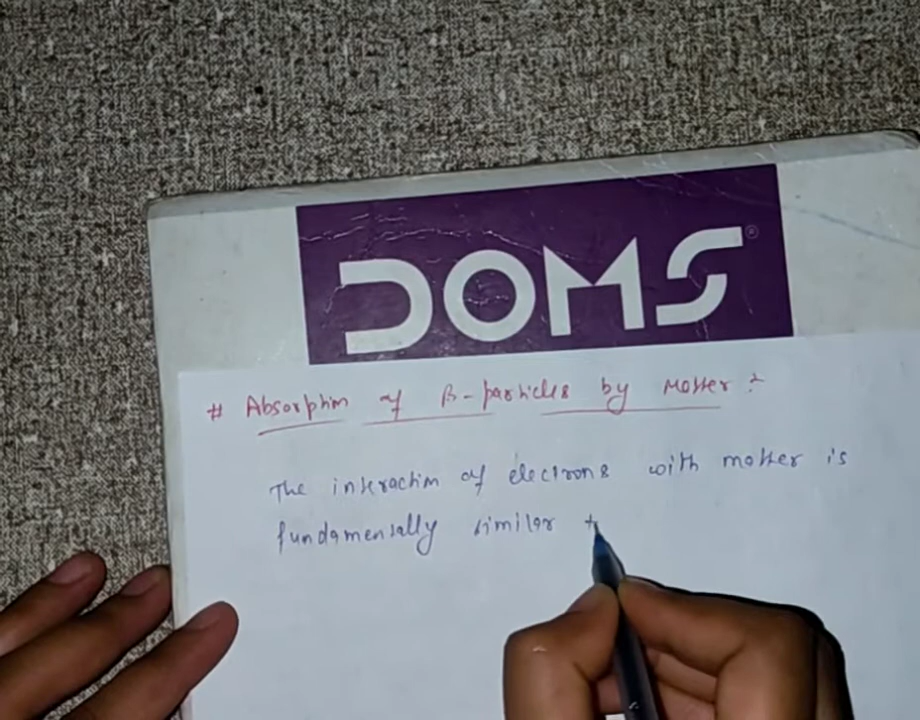 DOMS®
# Absorption of β-particles by Matter :-
The interaction of electrons with matter is
fundamentally similar t